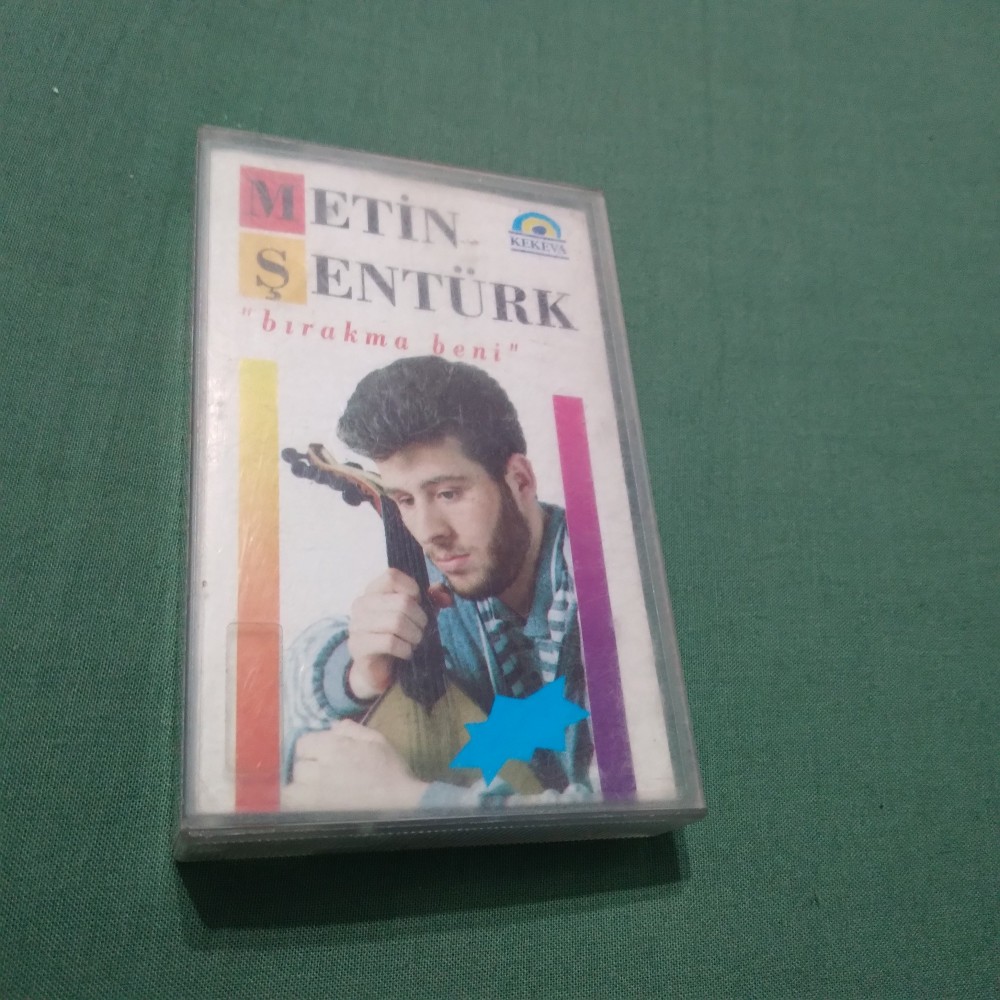 METİN
ŞENTÜRK
KEKEVA
"bırakma beni"